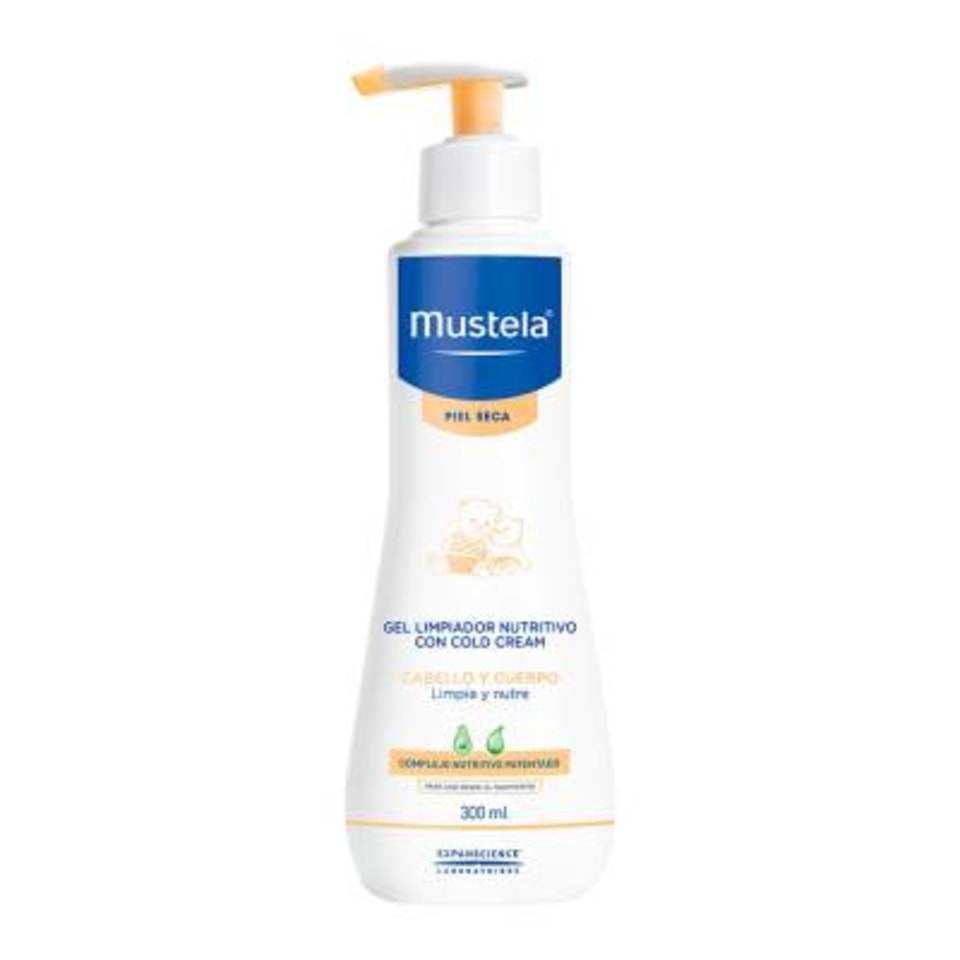 mustela®
PIEL SECA
GEL LIMPIADOR NUTRITIVO
CON COLD CREAM
CABELLO Y CUERPO
Limpia y nutre
COMPLEJO NUTRITIVO PATENTADO
300 ml
EXPANSCIENCE
LABORATOIRES